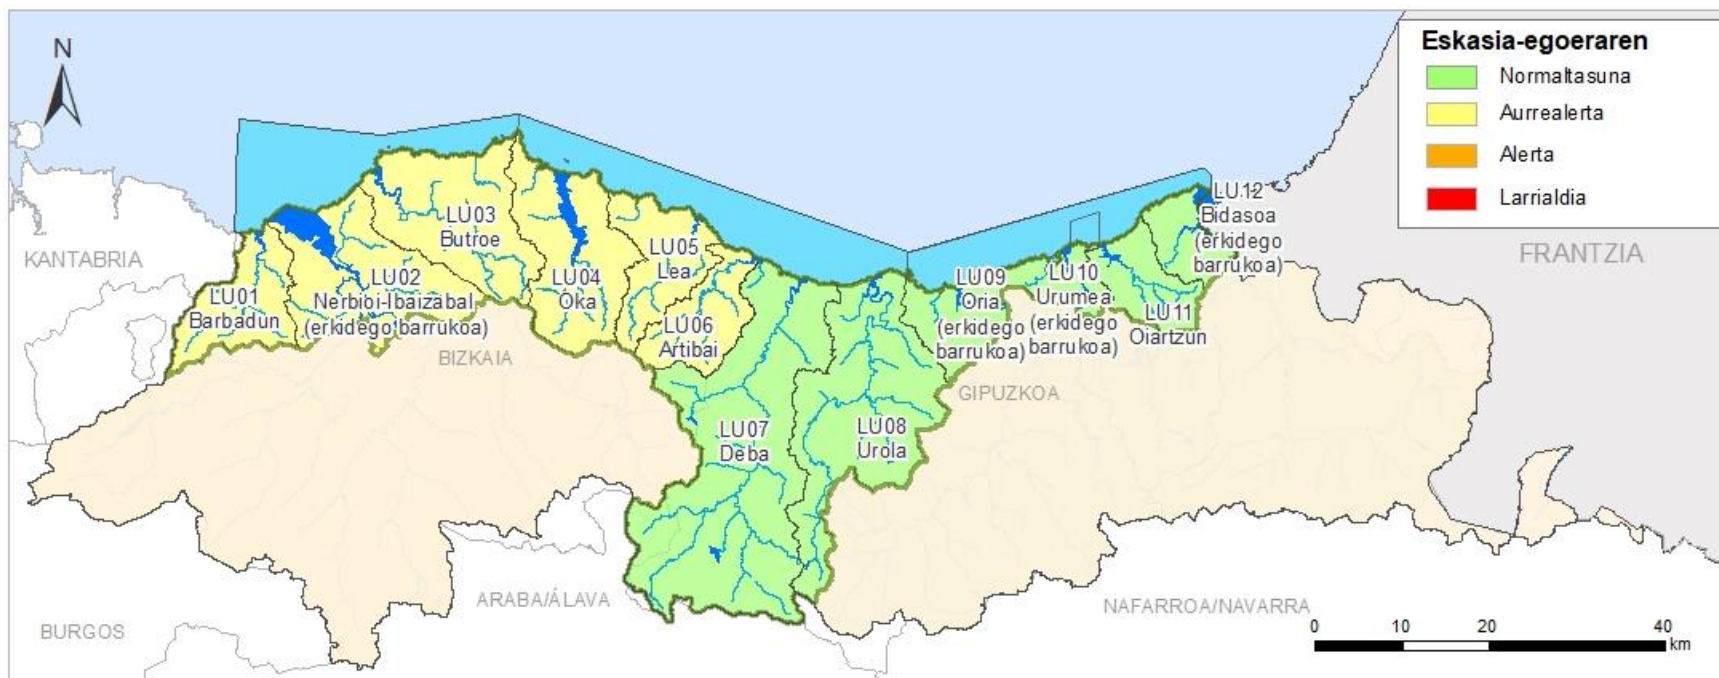 N
Eskasia-egoeraren
Normaltasuna
Aurrealerta
Alerta
Larrialdia
KANTABRIA
FRANTZIA
LU01
Barbadun
LU02
Nerbioi-Ibaizabal
(erkidego barrukoa)
LU03
Butroe
LU04
Oka
LU05
Lea
LU06
Artibai
LU07
Deba
LU08
Urola
LU09
Oria
(erkidego
barrukoa)
LU10
Urumea
(erkidego
barrukoa)
LU11
Oiartzun
LU12
Bidasoa
(erkidego
barrukoa)
BIZKAIA
GIPUZKOA
ARABA/ÁLAVA
BURGOS
NAFARROA/NAVARRA
0 10 20 40
km